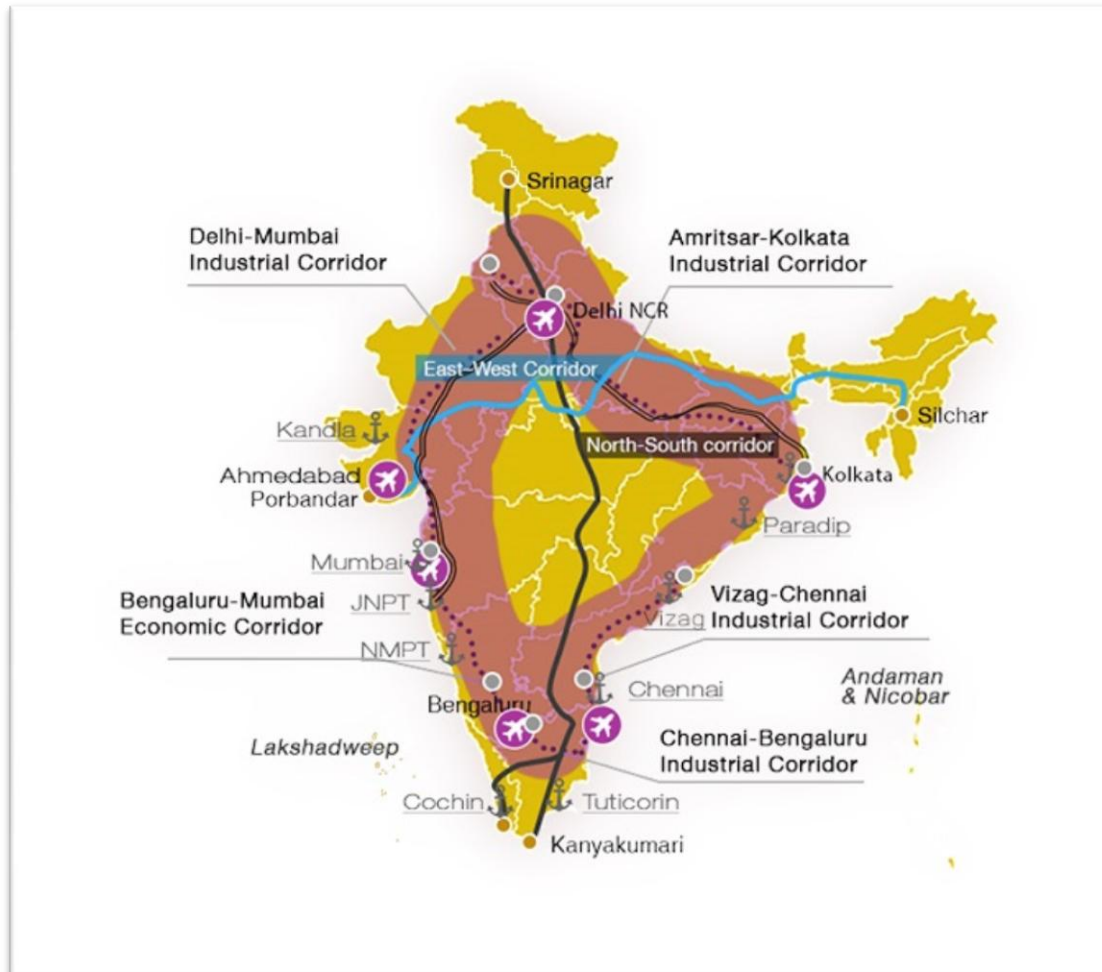 Srinagar
Delhi-Mumbai
Industrial Corridor
Amritsar-Kolkata
Industrial Corridor
Delhi NCR
East-West Corridor
Silchar
Kandla
North-South corridor
Ahmedabad
Porbandar
Kolkata
Paradip
Mumbai
JNPT
Bengaluru-Mumbai
Economic Corridor
Vizag
Vizag-Chennai
Industrial Corridor
NMPT
Chennai
Andaman
& Nicobar
Bengaluru
Lakshadweep
Chennai-Bengaluru
Industrial Corridor
Cochin
Tuticorin
Kanyakumari